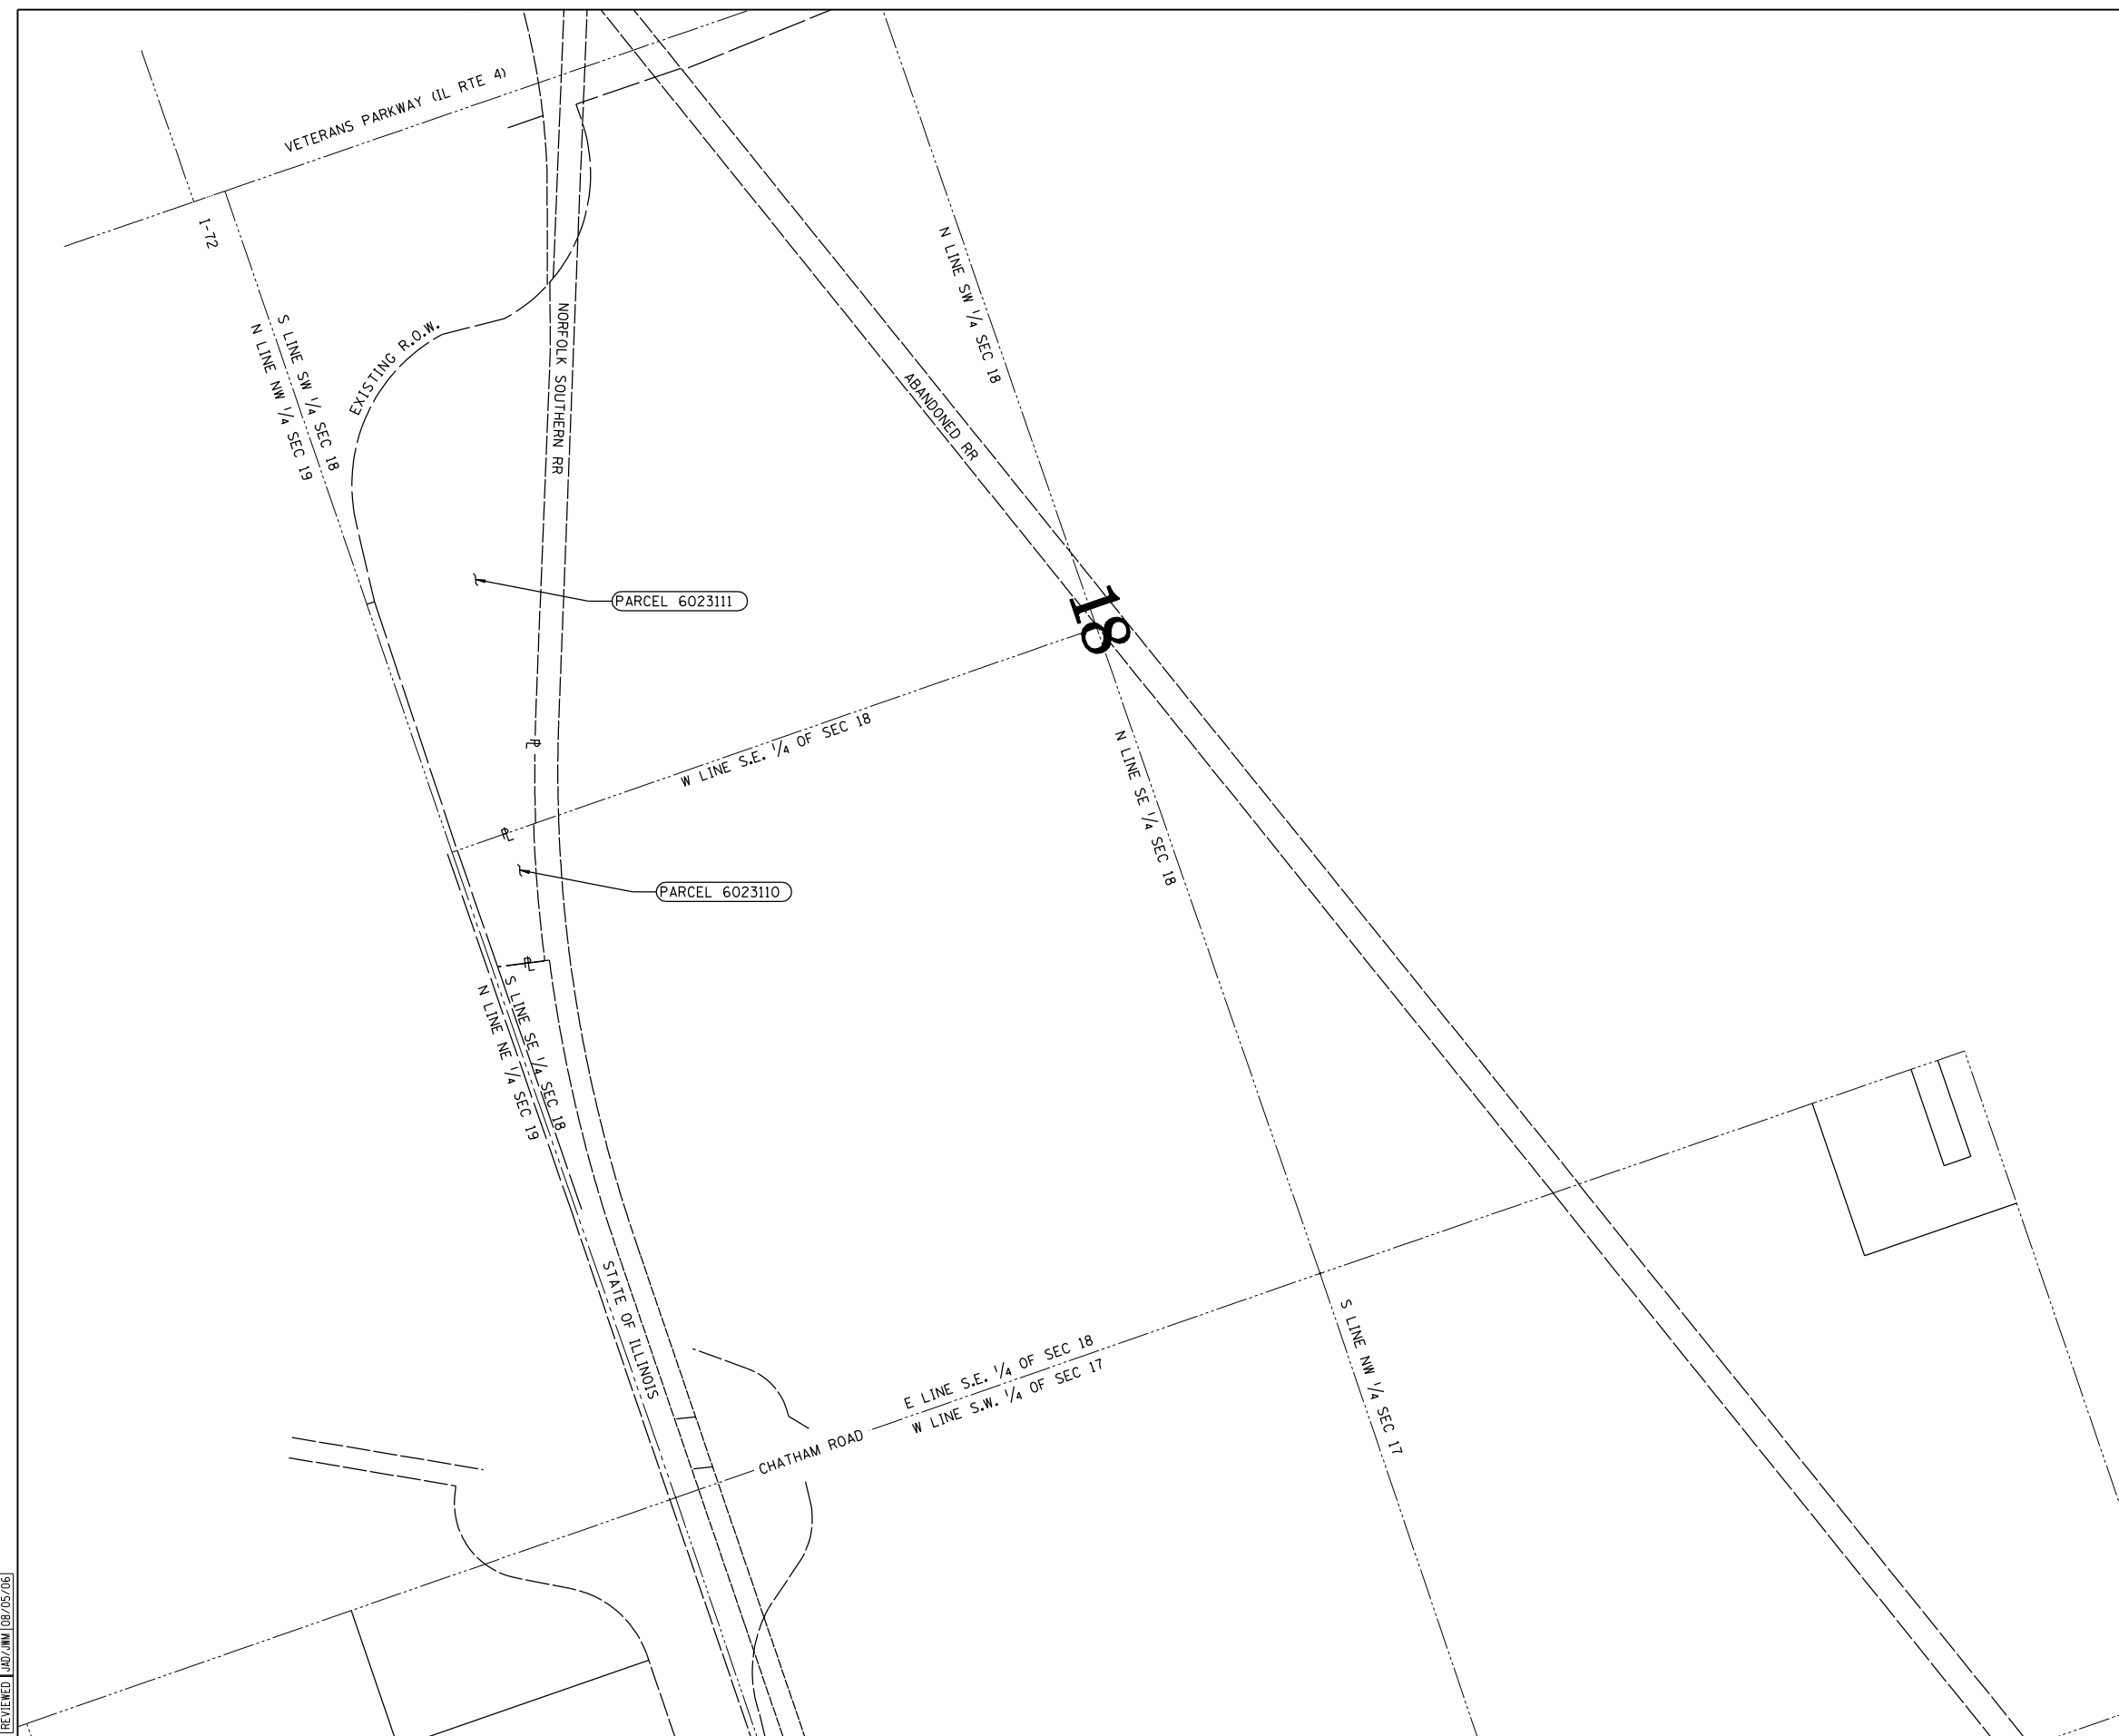 VETERANS PARKWAY (IL RTE 4)
I-72
S LINE SW 1/4 SEC 18
N LINE NW 1/4 SEC 19
EXISTING R.O.W.
NORFOLK SOUTHERN RR
N LINE SW 1/4 SEC 18
ABANDONED RR
PARCEL 6023111
18
W LINE S.E. 1/4 OF SEC 18
PL
PL
N LINE SE 1/4 SEC 18
PARCEL 6023110
PL
S LINE SE 1/4 SEC 18
N LINE NE 1/4 SEC 19
STATE OF ILLINOIS
E LINE S.E. 1/4 OF SEC 18
W LINE S.W. 1/4 OF SEC 17
S LINE NW 1/4 SEC 17
CHATHAM ROAD
REVIEWED JAD/JWM 08/05/06